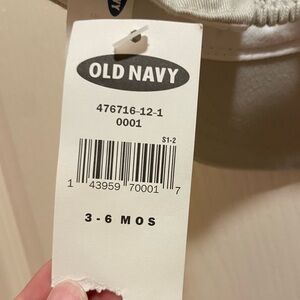 OLD NAVY
476716-12-1
0001
S1-2
1 43959 70001 7
3-6 MOS